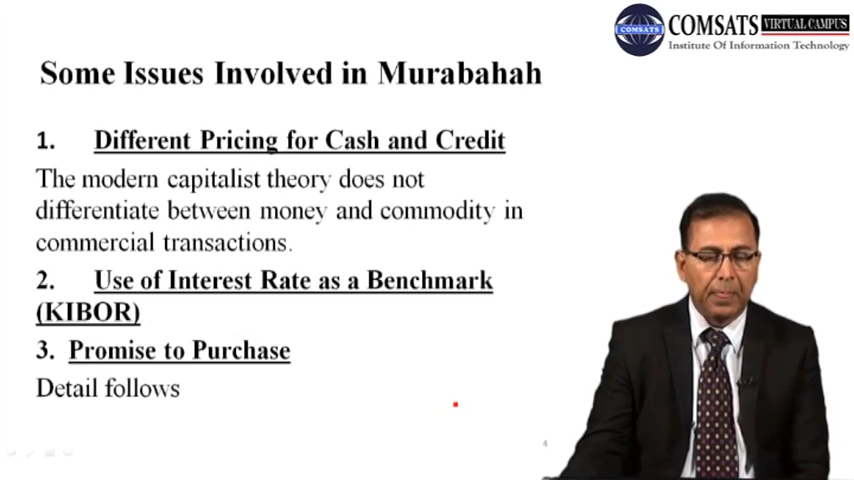 COMSATS VIRTUAL CAMPUS
COMSATS
Institute Of Information Technology
Some Issues Involved in Murabahah
1. Different Pricing for Cash and Credit
The modern capitalist theory does not
differentiate between money and commodity in
commercial transactions.
2. Use of Interest Rate as a Benchmark
(KIBOR)
3. Promise to Purchase
Detail follows
4